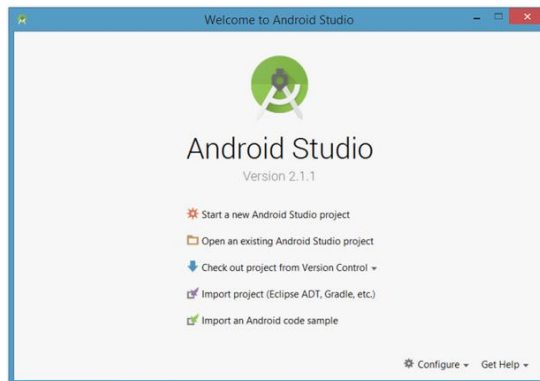 Welcome to Android Studio
Android Studio
Version 2.1.1
Start a new Android Studio project
Open an existing Android Studio project
Check out project from Version Control
Import project (Eclipse ADT, Gradle, etc.)
Import an Android code sample
Configure Get Help